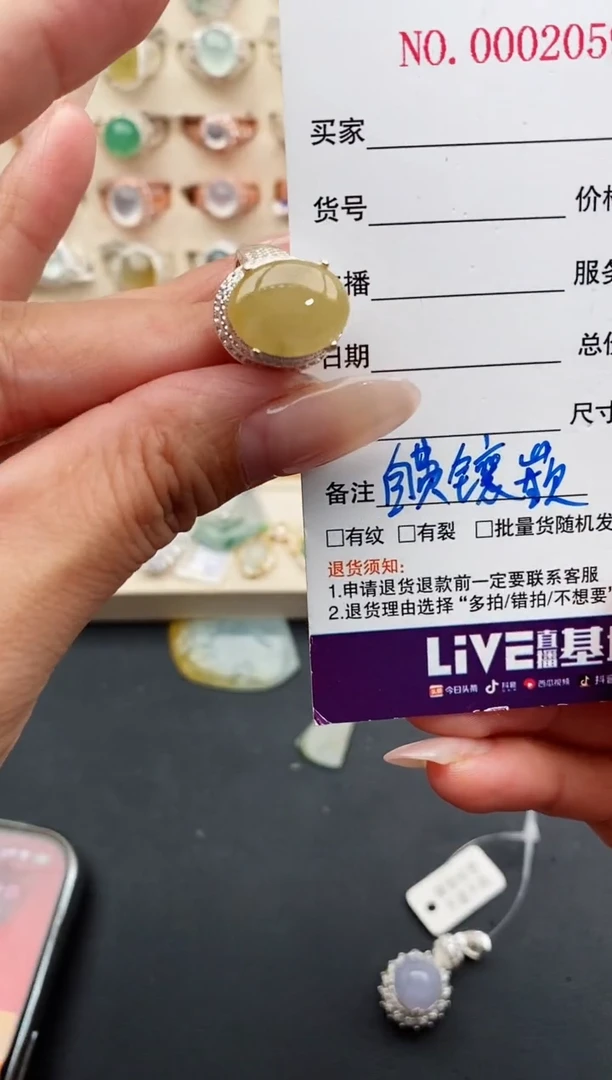 NO. 000205
买家
货号 价
播 服务
日期 总
尺寸
备注 镶嵌
□有纹 □有裂 □批量货随机发
退货须知:
1.申请退货退款前一定要联系客服
2.退货理由选择“多拍/错拍/不想要”
LiVE直播基
今日头条 抖音 西瓜视频 抖音